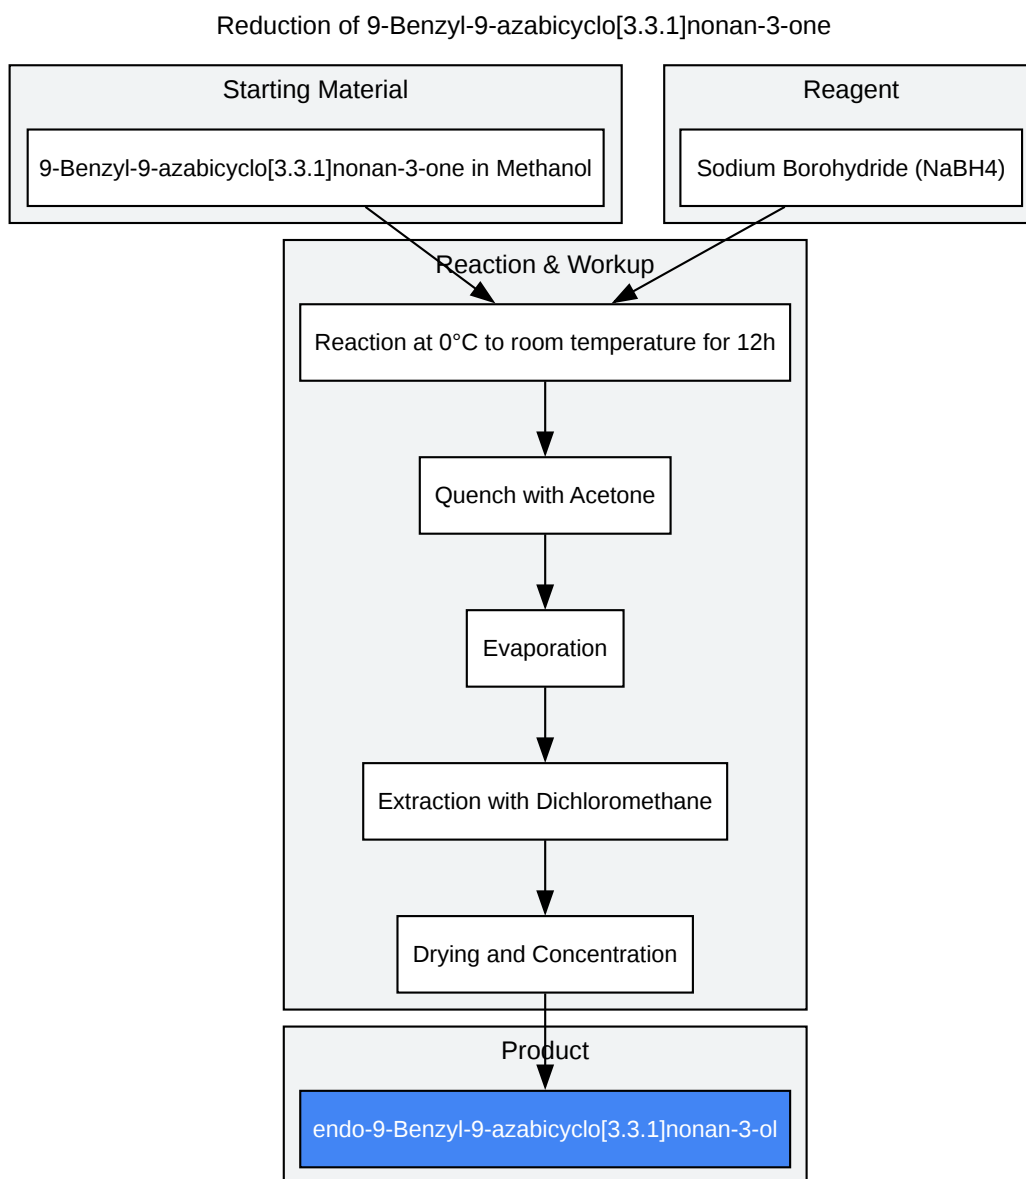 Reduction of 9-Benzyl-9-azabicyclo[3.3.1]nonan-3-one
Starting Material
Reagent
9-Benzyl-9-azabicyclo[3.3.1]nonan-3-one in Methanol
Sodium Borohydride (NaBH4)
Reaction & Workup
Reaction at 0°C to room temperature for 12h
Quench with Acetone
Evaporation
Extraction with Dichloromethane
Drying and Concentration
Product
endo-9-Benzyl-9-azabicyclo[3.3.1]nonan-3-ol